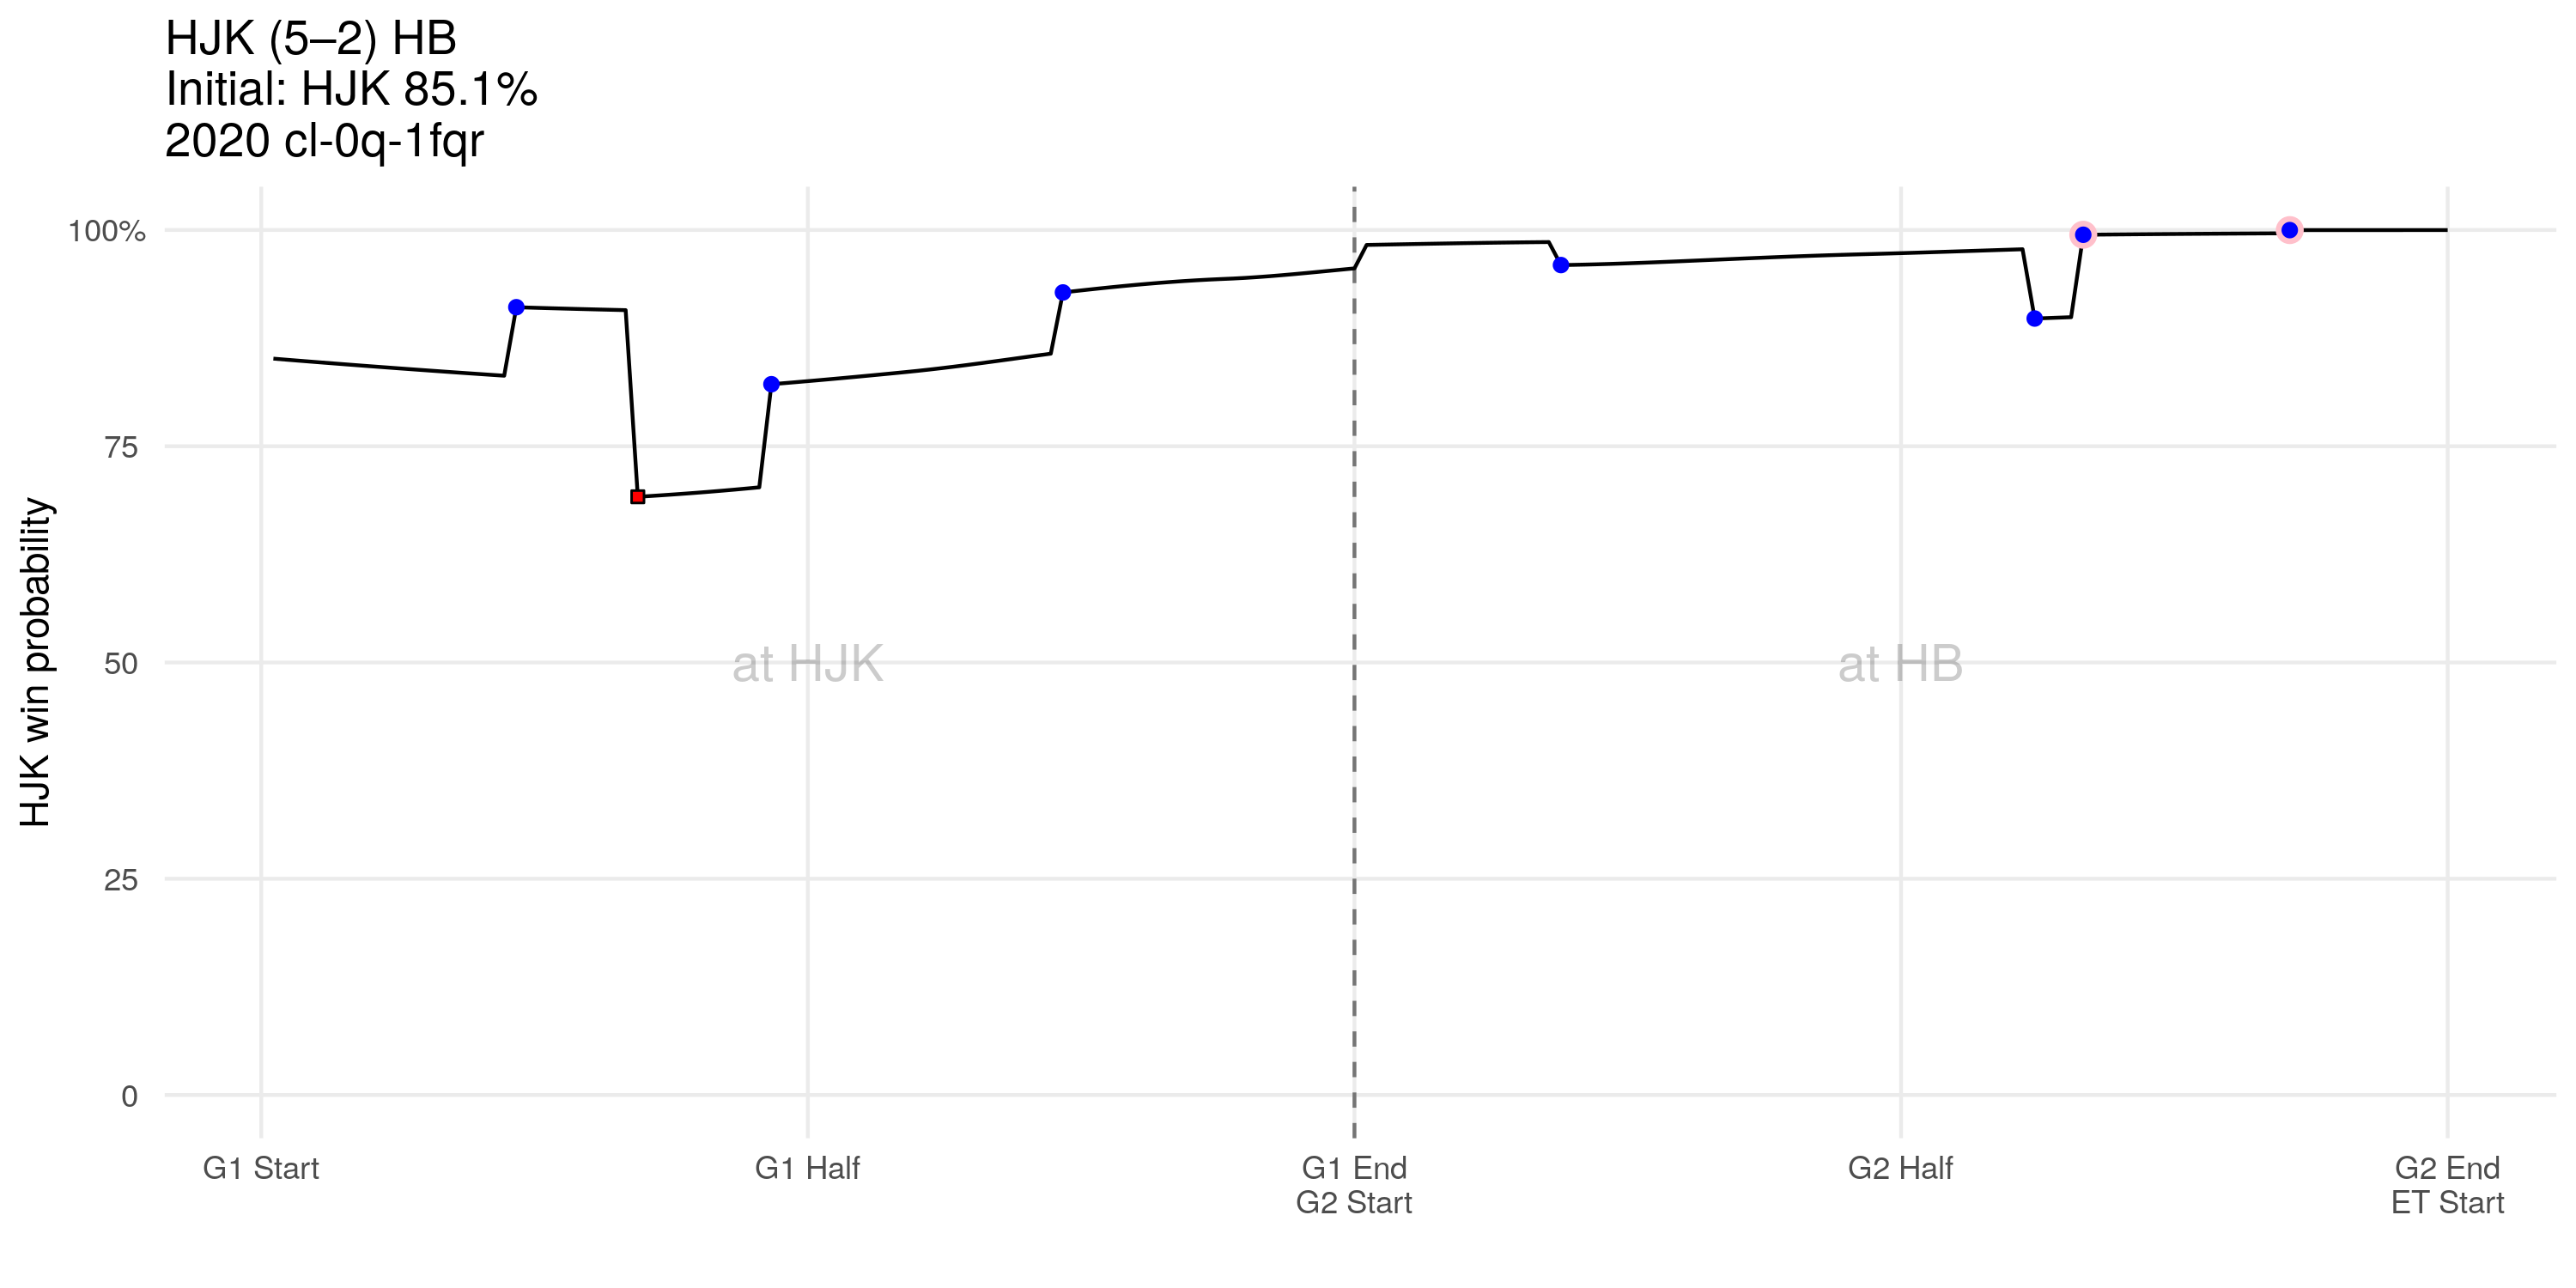 HJK (5–2) HB
Initial: HJK 85.1%
2020 cl-0q-1fqr
HJK win probability
100%
75
50
25
0
at HJK
at HB
G1 Start
G1 Half
G1 End
G2 Start
G2 Half
G2 End
ET Start